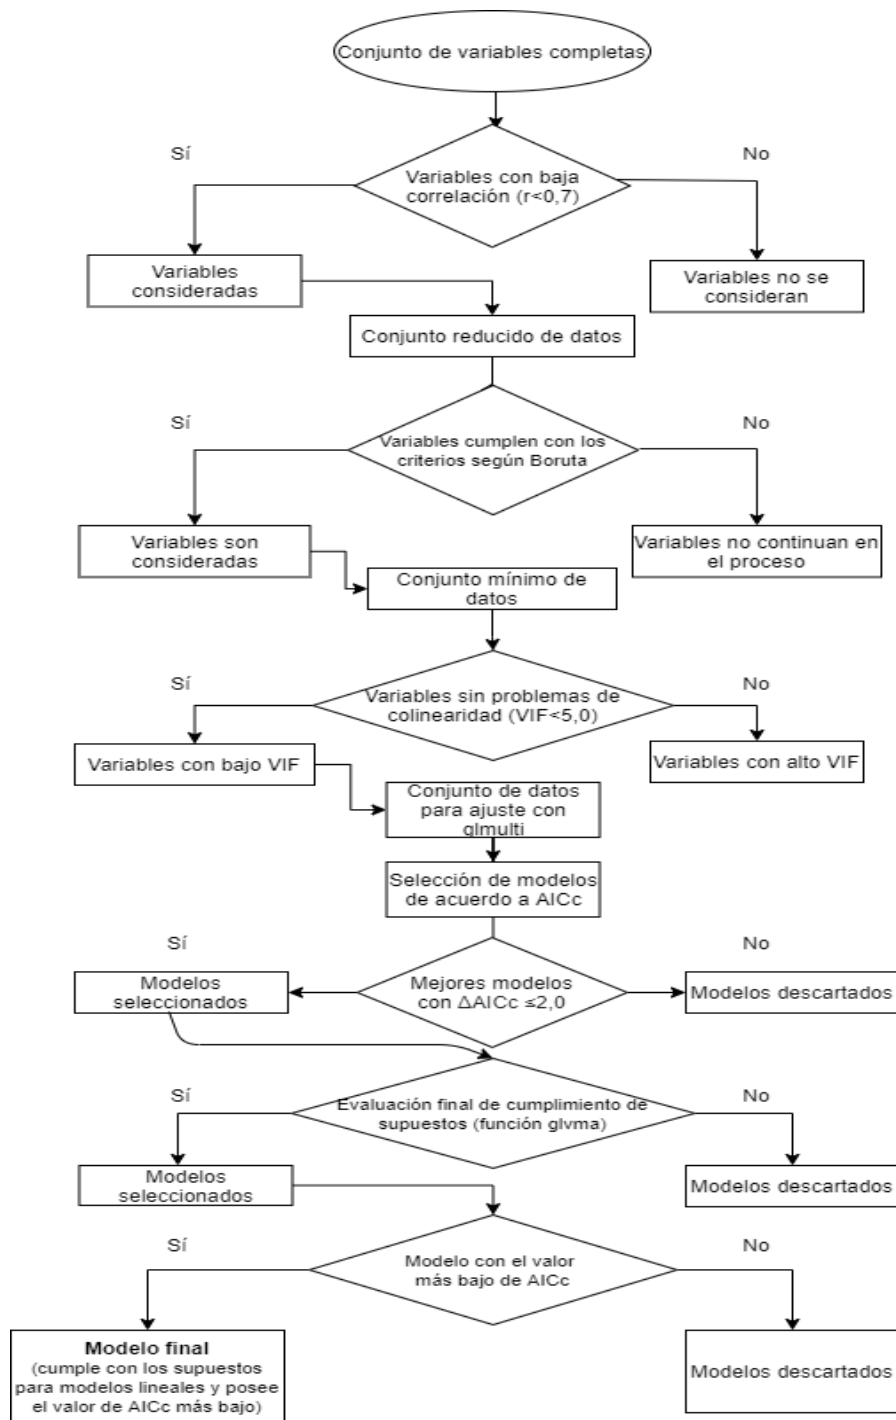 Conjunto de variables completas
Sí
No
Variables con baja
correlación (r<0,7)
Variables
consideradas
Variables no se
consideran
Conjunto reducido de datos
Sí
No
Variables cumplen con los
criterios según Boruta
Variables son
consideradas
Variables no continuan en
el proceso
Conjunto mínimo de
datos
Sí
No
Variables sin problemas de
colinearidad (VIF<5,0)
Variables con bajo VIF
Variables con alto VIF
Conjunto de datos
para ajuste con
glmulti
Selección de modelos
de acuerdo a AICc
Sí
No
Modelos
seleccionados
Mejores modelos
con ΔAICc ≤2,0
Modelos descartados
Sí
No
Evaluación final de cumplimiento de
supuestos (función glvma)
Modelos
seleccionados
Modelos descartados
Sí
No
Modelo con el valor
más bajo de AICc
Modelo final
(cumple con los supuestos
para modelos lineales y posee
el valor de AICc más bajo)
Modelos descartados